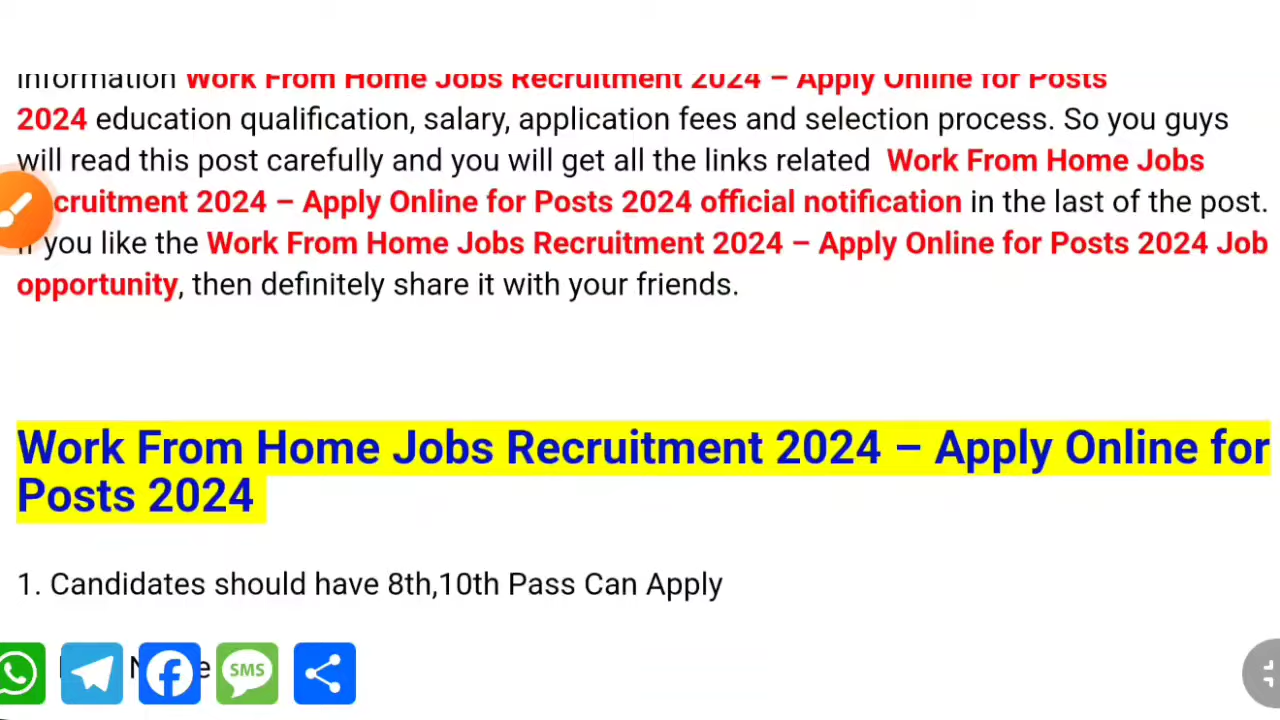 information Work From Home Jobs Recruitment 2024 – Apply Online for Posts
2024 education qualification, salary, application fees and selection process. So you guys
will read this post carefully and you will get all the links related Work From Home Jobs
cruitment 2024 – Apply Online for Posts 2024 official notification in the last of the post.
If you like the Work From Home Jobs Recruitment 2024 – Apply Online for Posts 2024 Job
opportunity, then definitely share it with your friends.
Work From Home Jobs Recruitment 2024 – Apply Online for
Posts 2024
1. Candidates should have 8th,10th Pass Can Apply
SMS